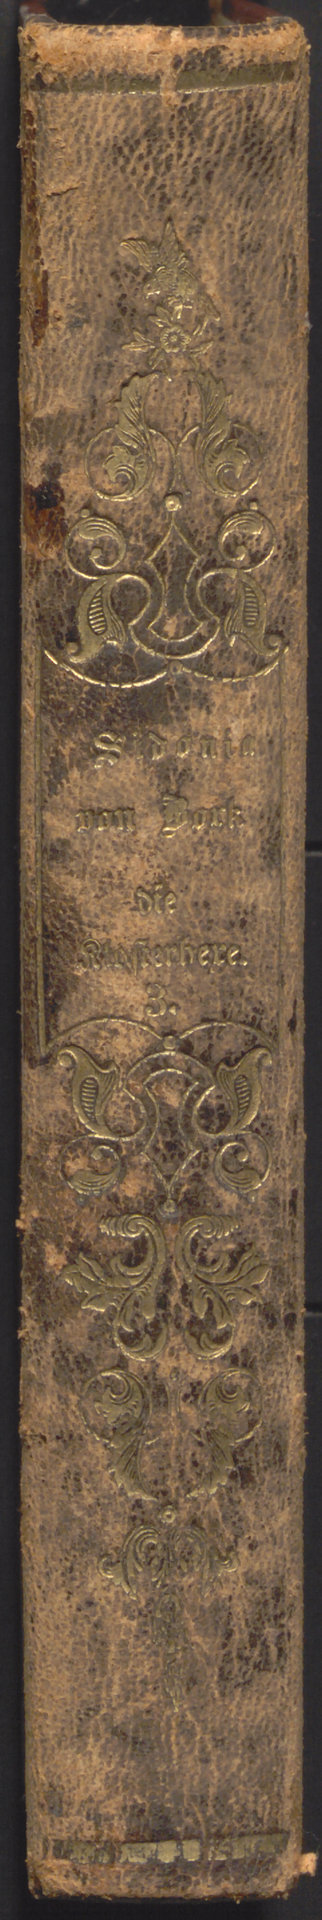 Sidonia
von Bork
die
Klosterhexe.
3.